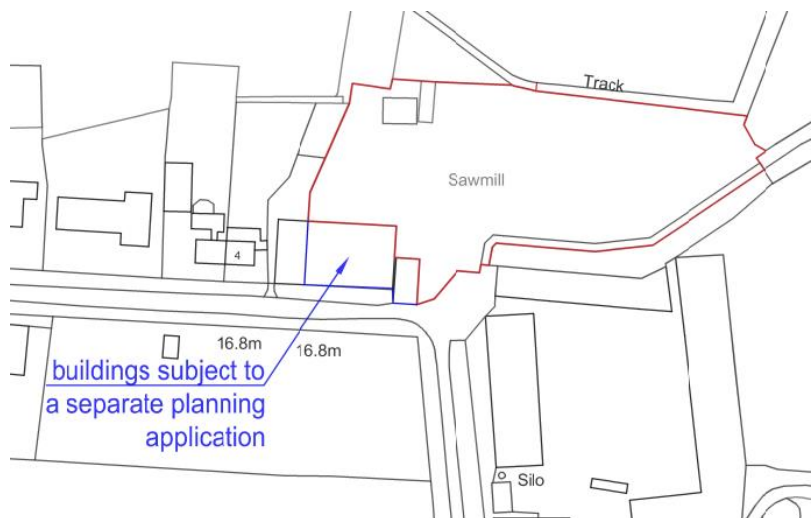 Track
Sawmill
4
16.8m
16.8m
buildings subject to
a separate planning
application
Silo